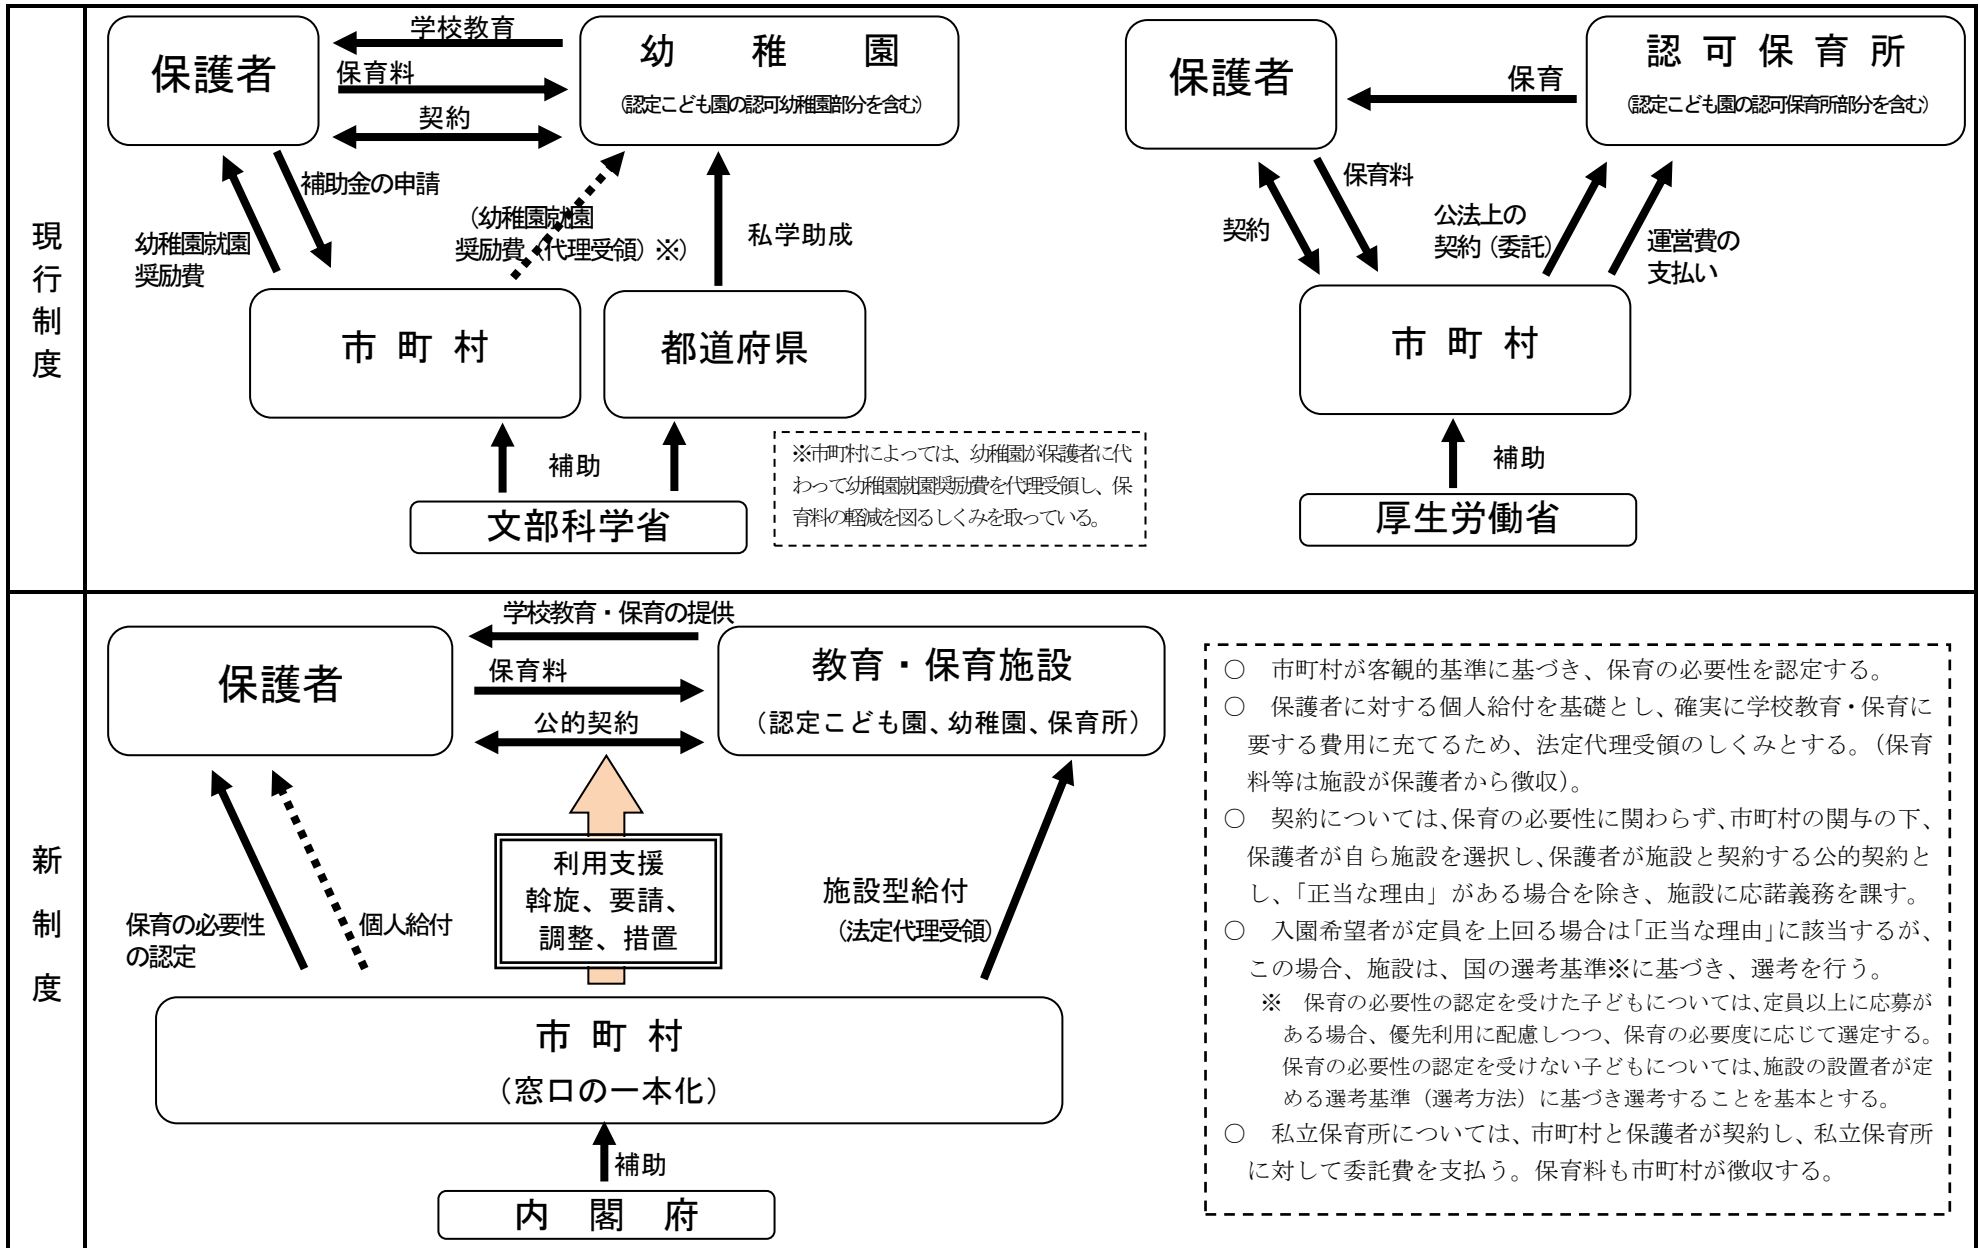 現行制度
保護者
学校教育
保育料
契約
幼　稚　園
（認定こども園の認可幼稚園部分を含む）
補助金の申請
幼稚園就園
奨励費
（幼稚園就園
奨励費（代理受領）※）
私学助成
市 町 村
都道府県
補助
文部科学省
※市町村によっては、幼稚園が保護者に代
わって幼稚園就園奨励費を代理受領し、保
育料の軽減を図るしくみを取っている。
保護者
保育
認 可 保 育 所
（認定こども園の認可保育所部分を含む）
契約
保育料
公法上の
契約（委託）
運営費の
支払い
市 町 村
補助
厚生労働省
新制度
保護者
学校教育・保育の提供
保育料
公的契約
教育・保育施設
（認定こども園、幼稚園、保育所）
保育の必要性
の認定
個人給付
利用支援
斡旋、要請、
調整、措置
施設型給付
（法定代理受領）
市 町 村
（窓口の一本化）
補助
内　閣　府
○　市町村が客観的基準に基づき、保育の必要性を認定する。
○　保護者に対する個人給付を基礎とし、確実に学校教育・保育に
要する費用に充てるため、法定代理受領のしくみとする。（保育
料等は施設が保護者から徴収）。
○　契約については、保育の必要性に関わらず、市町村の関与の下、
保護者が自ら施設を選択し、保護者が施設と契約する公的契約と
し、「正当な理由」がある場合を除き、施設に応諾義務を課す。
○　入園希望者が定員を上回る場合は「正当な理由」に該当するが、
この場合、施設は、国の選考基準※に基づき、選考を行う。
※　保育の必要性の認定を受けた子どもについては、定員以上に応募が
ある場合、優先利用に配慮しつつ、保育の必要度に応じて選定する。
保育の必要性の認定を受けない子どもについては、施設の設置者が定
める選考基準（選考方法）に基づき選考することを基本とする。
○　私立保育所については、市町村と保護者が契約し、私立保育所
に対して委託費を支払う。保育料も市町村が徴収する。